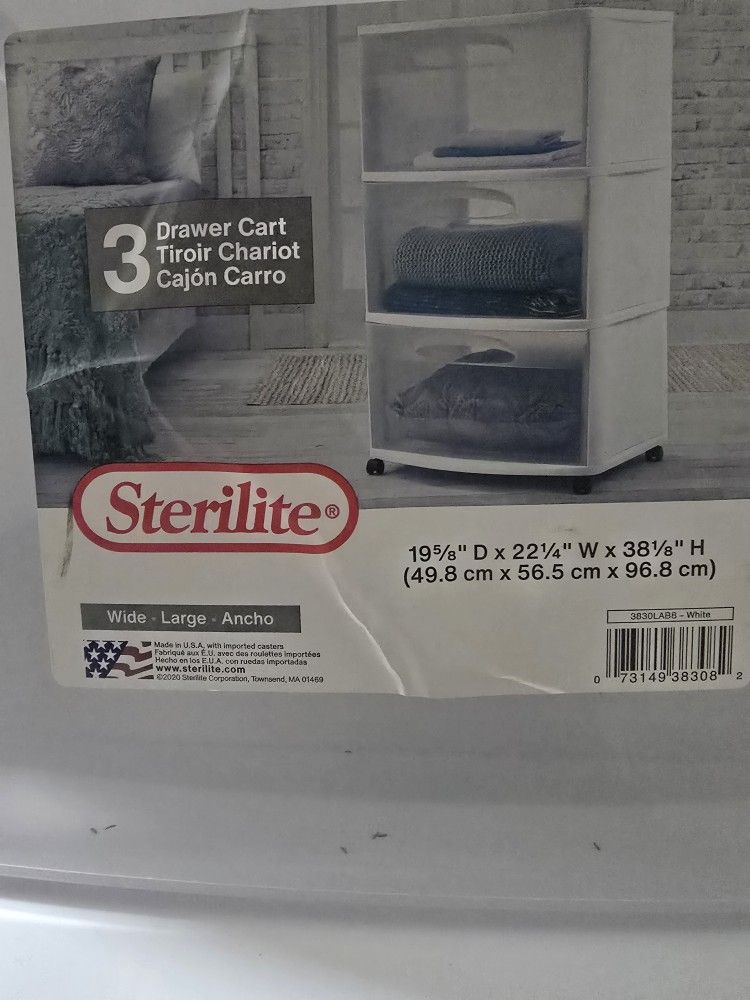 3
Drawer Cart
Tiroir Chariot
Cajón Carro
Sterilite®
19⅝" D x 22¼" W x 38⅛" H
(49.8 cm x 56.5 cm x 96.8 cm)
Wide - Large - Ancho
3830LAB8 - White
Made in U.S.A. with imported casters
Fabriqué aux É.U. avec des roulettes importées
Hecho en los E.U.A. con ruedas importadas
www.sterilite.com
©2020 Sterilite Corporation, Townsend, MA 01469
0 73149 38308 2